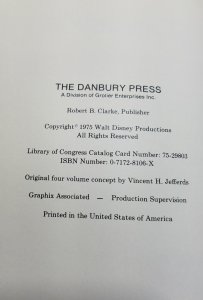 THE DANBURY PRESS
A Division of Grolier Enterprises Inc.
Robert B. Clarke, Publisher
Copyright © 1975 Walt Disney Productions
All Rights Reserved
Library of Congress Catalog Card Number: 75-29803
ISBN Number: 0-7172-8106-X
Original four volume concept by Vincent H. Jefferds
Graphix Associated — Production Supervision
Printed in the United States of America